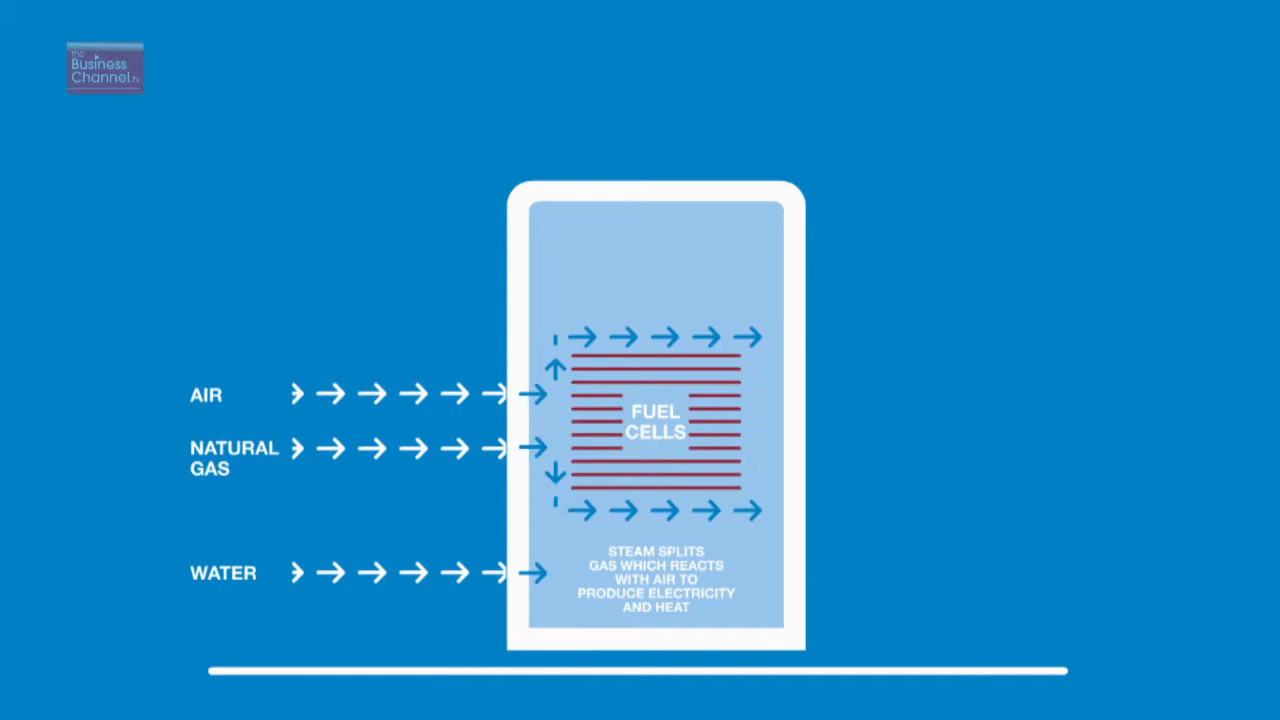 the
Business
Channel.tv
AIR
NATURAL
GAS
WATER
FUEL
CELLS
STEAM SPLITS
GAS WHICH REACTS
WITH AIR TO
PRODUCE ELECTRICITY
AND HEAT